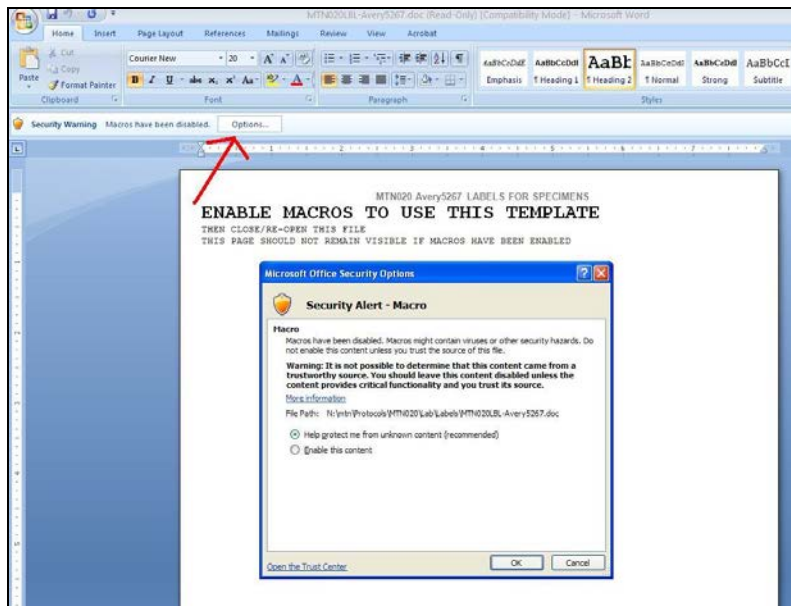 MTN020LBL-Avery5267.doc (Read-Only) [Compatibility Mode] - Microsoft Word
Home Insert Page Layout References Mailings Review View Acrobat
Paste
Cut
Copy
Format Painter
Clipboard
Courier New 20
Font
Paragraph
AaBbCcDdE AaBbCcDdI AaBb AaBbCcDdI AaBbCcDdI AaBbCcI
Emphasis ¶ Heading 1 ¶ Heading 2 ¶ Normal Strong Subtitle
Styles
Security Warning Macros have been disabled. Options...
MTN020 Avery5267 LABELS FOR SPECIMENS
ENABLE MACROS TO USE THIS TEMPLATE
THEN CLOSE/RE-OPEN THIS FILE
THIS PAGE SHOULD NOT REMAIN VISIBLE IF MACROS HAVE BEEN ENABLED
Microsoft Office Security Options
Security Alert - Macro
Macro
Macros have been disabled. Macros might contain viruses or other security hazards. Do
not enable this content unless you trust the source of this file.
Warning: It is not possible to determine that this content came from a
trustworthy source. You should leave this content disabled unless the
content provides critical functionality and you trust its source.
More information
File Path: N:\mtn\Protocols\MTN020\Lab\Labels\MTN020LBL-Avery5267.doc
Help protect me from unknown content (recommended)
Enable this content
Open the Trust Center
OK Cancel